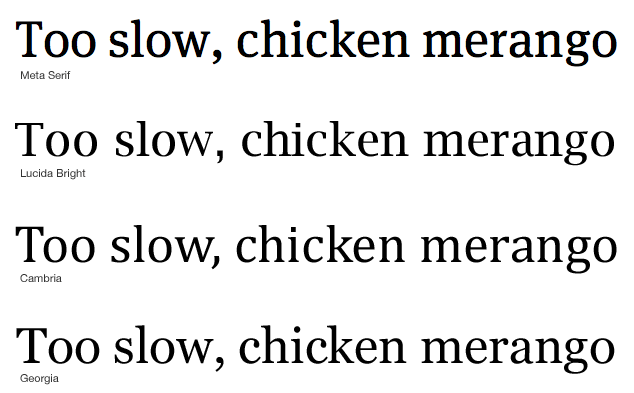 Too slow, chicken merango
Meta Serif
Too slow, chicken merango
Lucida Bright
Too slow, chicken merango
Cambria
Too slow, chicken merango
Georgia